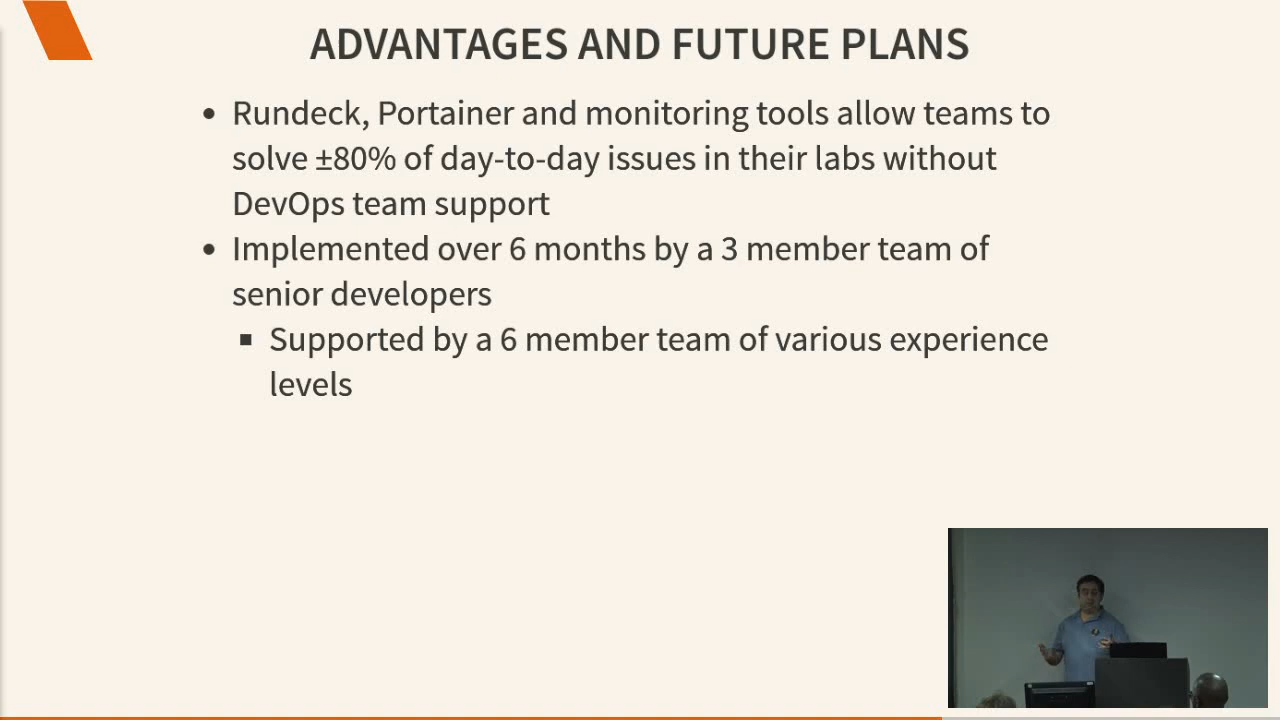 ADVANTAGES AND FUTURE PLANS
• Rundeck, Portainer and monitoring tools allow teams to
solve ±80% of day-to-day issues in their labs without
DevOps team support
• Implemented over 6 months by a 3 member team of
senior developers
▪ Supported by a 6 member team of various experience
levels